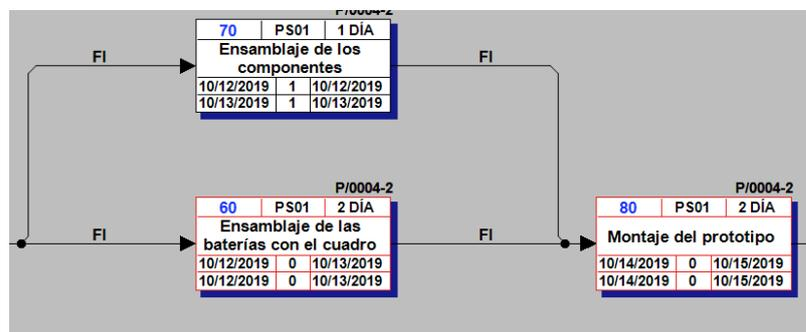 P/0004-2
70 PS01 1 DÍA
FI
Ensamblaje de los
componentes
FI
10/12/2019 1 10/12/2019
10/13/2019 1 10/13/2019
P/0004-2
60 PS01 2 DÍA
FI
Ensamblaje de las
baterías con el cuadro
FI
10/12/2019 0 10/13/2019
10/12/2019 0 10/13/2019
P/0004-2
80 PS01 2 DÍA
Montaje del prototipo
10/14/2019 0 10/15/2019
10/14/2019 0 10/15/2019